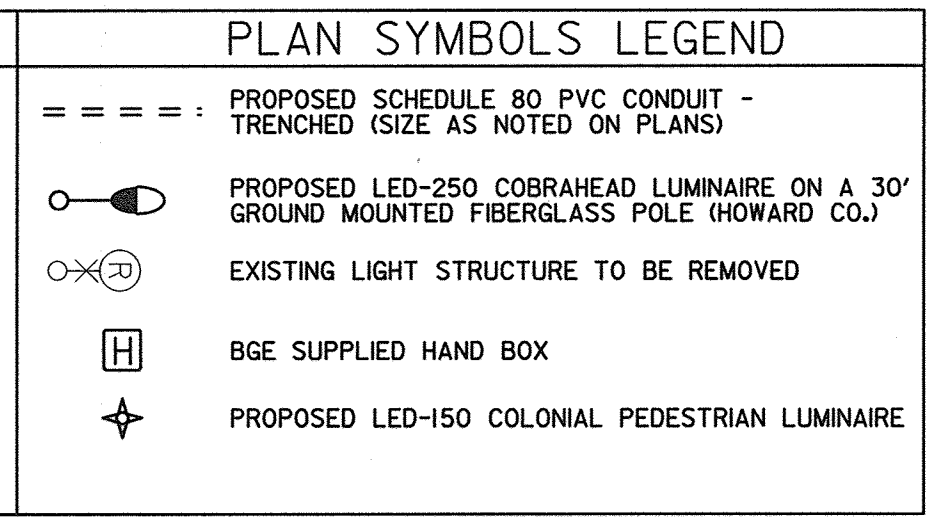 PLAN SYMBOLS LEGEND
PROPOSED SCHEDULE 80 PVC CONDUIT -
TRENCHED (SIZE AS NOTED ON PLANS)
PROPOSED LED-250 COBRAHEAD LUMINAIRE ON A 30'
GROUND MOUNTED FIBERGLASS POLE (HOWARD CO.)
R
EXISTING LIGHT STRUCTURE TO BE REMOVED
H
BGE SUPPLIED HAND BOX
PROPOSED LED-150 COLONIAL PEDESTRIAN LUMINAIRE